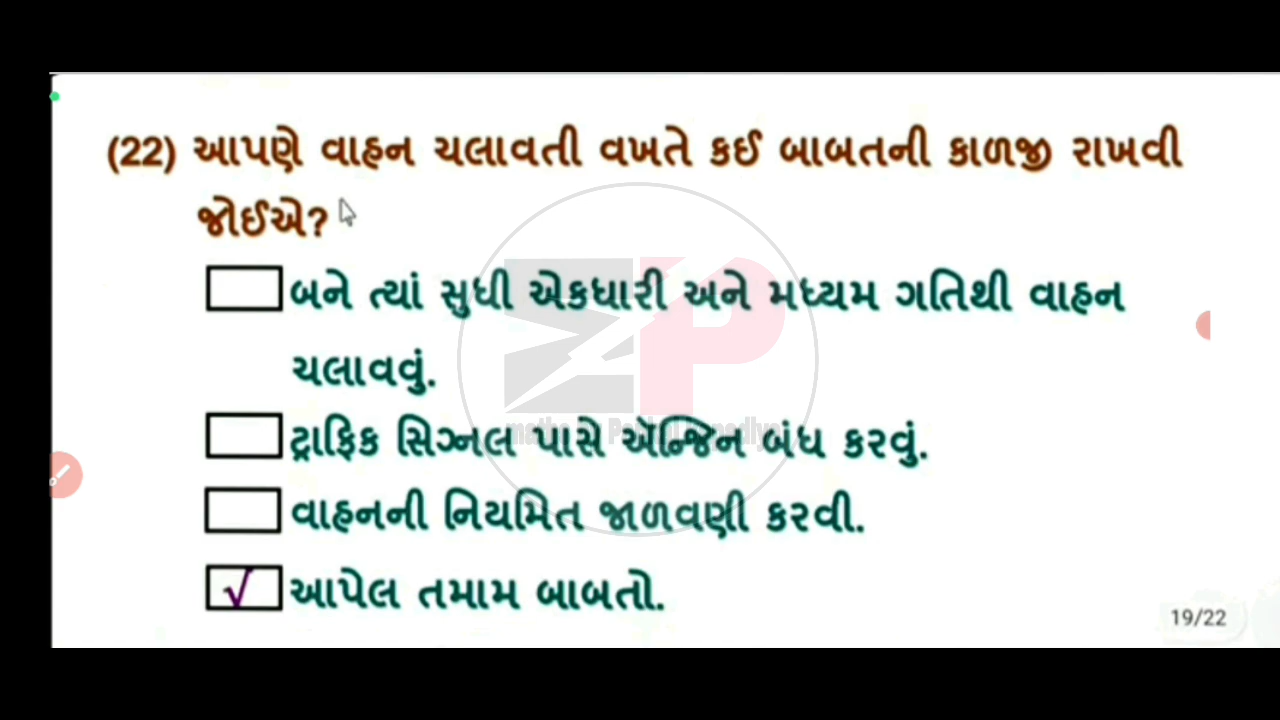 (22) આપણે વાહન ચલાવતી વખતે કઈ બાબતની કાળજી રાખવી
જોઈએ?
બને ત્યાં સુધી એકધારી અને મધ્યમ ગતિથી વાહન
ચલાવવું.
ટ્રાફિક સિગ્નલ પાસે ઍન્જિન બંધ કરવું.
વાહનની નિયમિત જાળવણી કરવી.
√ આપેલ તમામ બાબતો.
19/22